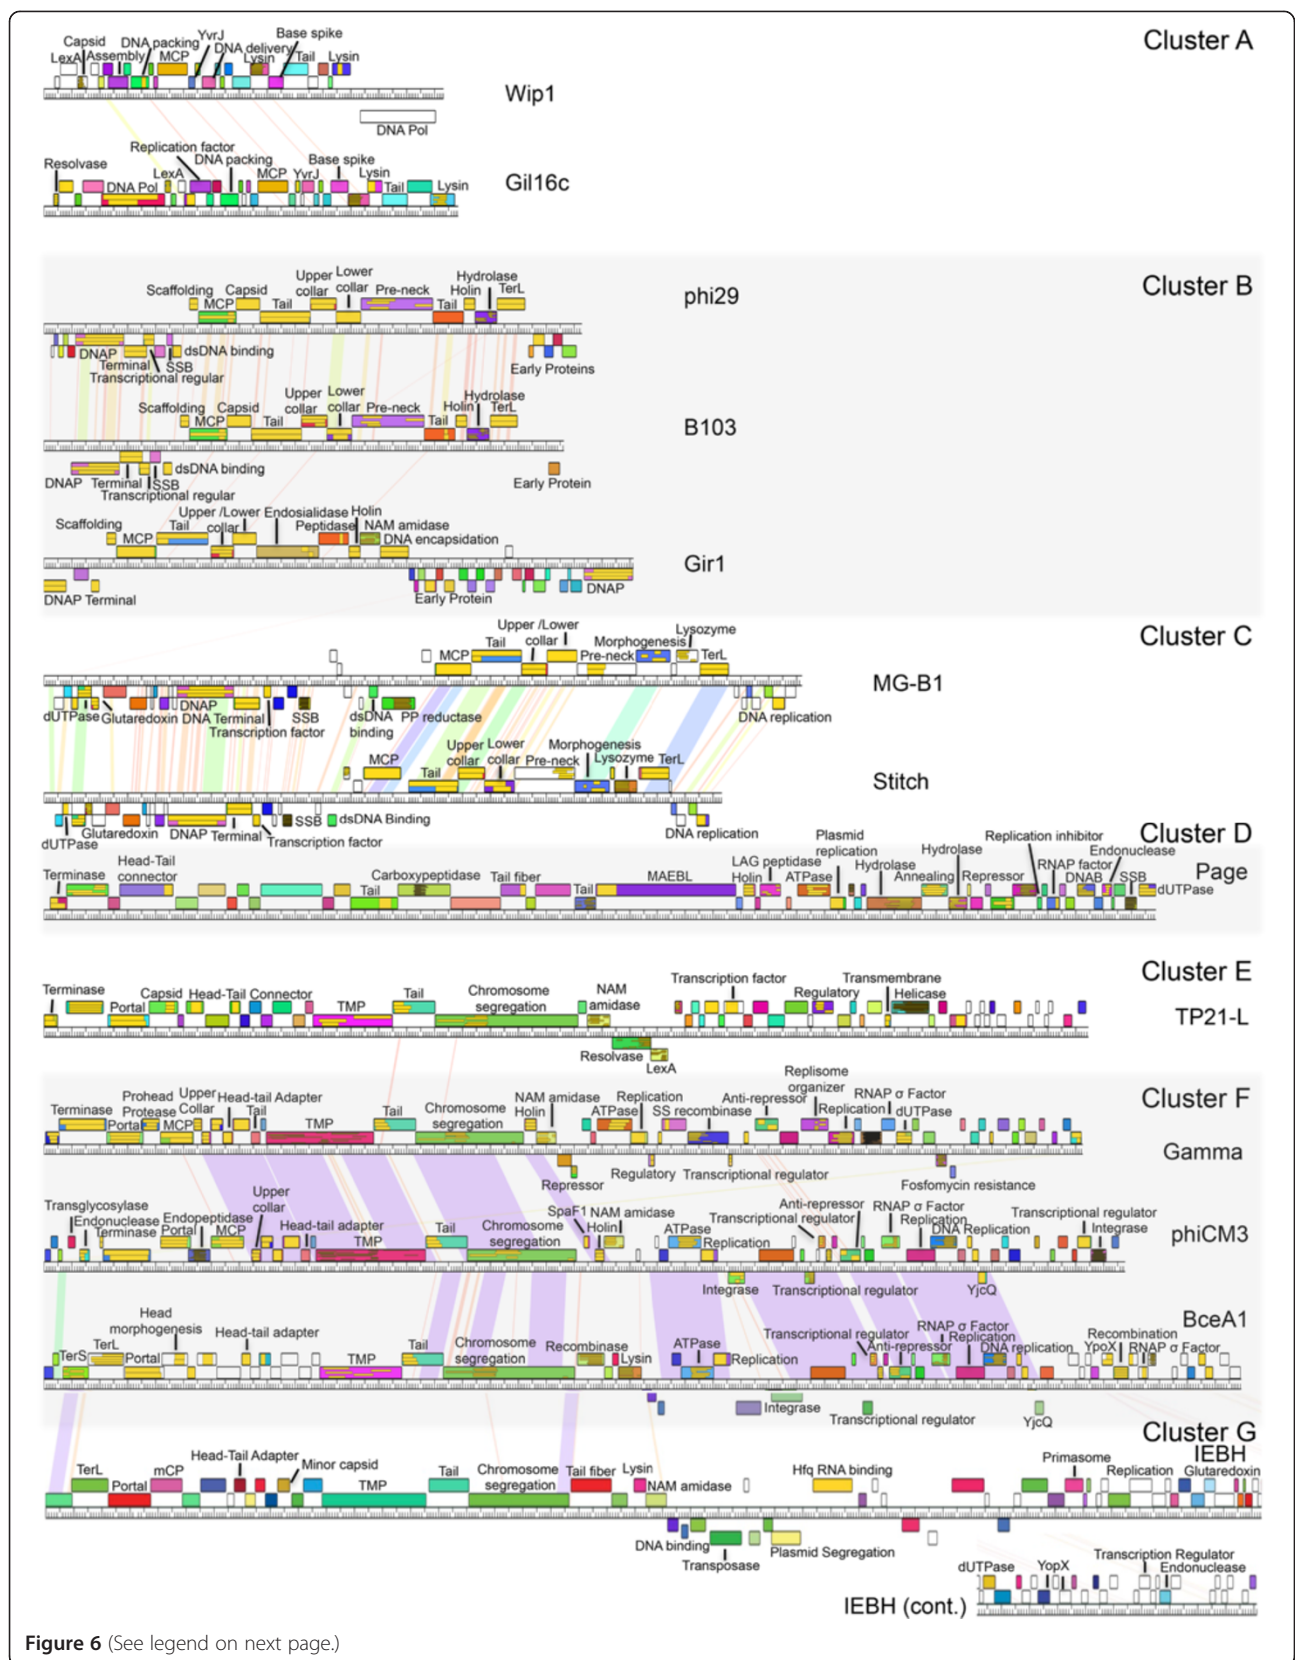 Cluster A
Capsid DNA packing YvrJ Base spike
LexA Assembly MCP DNA delivery Lysin Tail Lysin
Wip1
DNA Pol
Replication factor
Resolvase LexA DNA packing Base spike
DNA Pol MCP YvrJ Lysin Tail Lysin
Gil16c
Cluster B
Scaffolding Capsid Upper collar Lower collar Pre-neck Hydrolase
MCP Tail Tail Holin TerL
phi29
DNAP dsDNA binding
Terminal SSB
Transcriptional regular
Early Proteins
Scaffolding Capsid Upper collar Lower collar Pre-neck Hydrolase
MCP Tail Tail Holin TerL
B103
DNAP Terminal SSB dsDNA binding
Transcriptional regular
Early Protein
Scaffolding Tail Upper /Lower collar Endosialidase Holin
MCP Peptidase NAM amidase
DNA encapsidation
Gir1
DNAP Terminal Early Protein DNAP
Cluster C
Upper /Lower collar Lysozyme
MCP Tail Pre-neck Morphogenesis TerL
MG-B1
dUTPase Glutaredoxin DNAP DNA Terminal SSB dsDNA binding PP reductase
Transcription factor
DNA replication
MCP Upper collar Lower collar Morphogenesis
Tail Pre-neck Lysozyme TerL
Stitch
Glutaredoxin DNAP Terminal SSB dsDNA Binding
dUTPase Transcription factor
DNA replication
Cluster D
Page
Terminase Head-Tail connector Carboxypeptidase Tail fiber
Tail Tail MAEBL
LAG peptidase Plasmid replication Hydrolase Replication inhibitor Endonuclease
Holin ATPase Hydrolase Annealing Repressor RNAP factor DNAB SSB dUTPase
Cluster E
TP21-L
Terminase Capsid Head-Tail Connector Tail Chromosome segregation NAM amidase
Portal TMP
Transcription factor Transmembrane
Regulatory Helicase
Resolvase
LexA
Cluster F
Gamma
Terminase Prohead Protease Upper Collar Head-tail Adapter Tail Tail Chromosome segregation
Portal MCP TMP
NAM amidase Replication Anti-repressor Replisome organizer RNAP σ Factor
Holin ATPase SS recombinase Replication dUTPase
Repressor Regulatory Transcriptional regulator Fosfomycin resistance
Transglycosylase Endopeptidase Upper collar
Endonuclease Portal MCP Head-tail adapter Tail Chromosome segregation SpaF1 NAM amidase
Terminase TMP Holin
phiCM3
ATPase Transcriptional regulator Anti-repressor RNAP σ Factor Transcriptional regulator
Replication Replication DNA Replication Integrase
Integrase Transcriptional regulator YjcQ
BceA1
Head morphogenesis Head-tail adapter
TerS TerL Portal TMP Tail Chromosome segregation Recombinase
Lysin ATPase Replication
Transcriptional regulator RNAP σ Factor Recombination
Anti-repressor Replication DNA replication YpoX RNAP σ Factor
Integrase Transcriptional regulator YjcQ
Cluster G
IEBH
TerL mCP Head-Tail Adapter Minor capsid
Portal TMP Tail Chromosome segregation Tail fiber Lysin
NAM amidase
Hfq RNA binding Primasome Replication Glutaredoxin
DNA binding
Transposase Plasmid Segregation
dUTPase YopX Transcription Regulator
Endonuclease
IEBH (cont.)
Figure 6 (See legend on next page.)